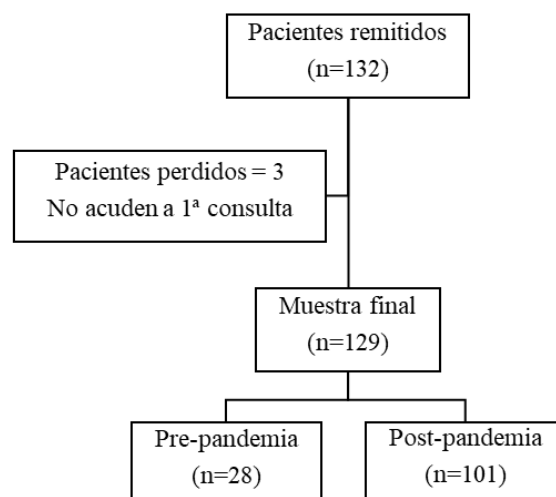 Pacientes remitidos
(n=132)
Pacientes perdidos = 3
No acuden a 1ª consulta
Muestra final
(n=129)
Pre-pandemia
(n=28)
Post-pandemia
(n=101)